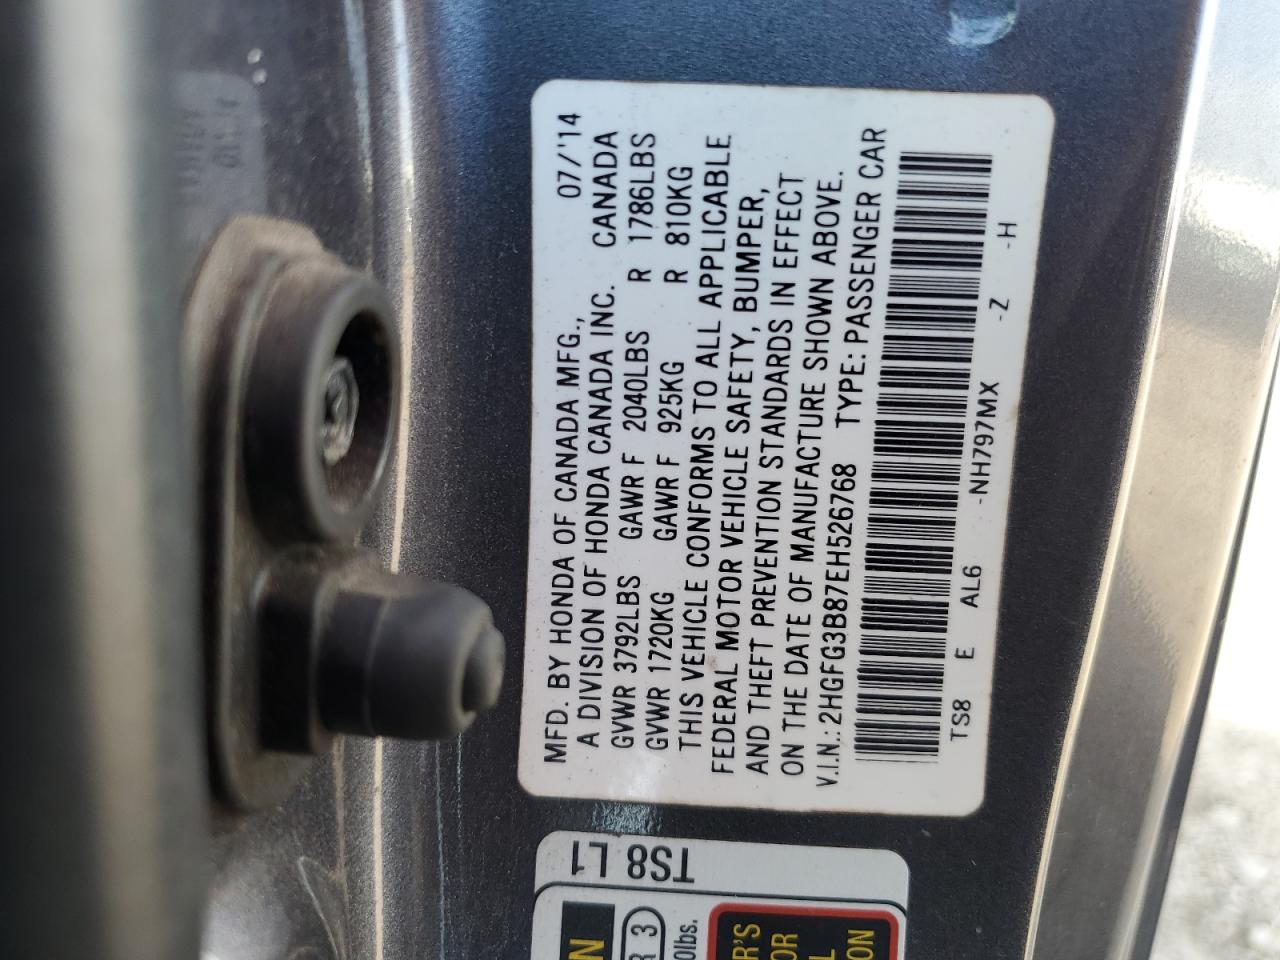 MFD. BY HONDA OF CANADA MFG., 07/'14
A DIVISION OF HONDA CANADA INC. CANADA
GVWR 3792LBS GAWR F 2040LBS R 1786LBS
GVWR 1720KG GAWR F 925KG R 810KG
THIS VEHICLE CONFORMS TO ALL APPLICABLE
FEDERAL MOTOR VEHICLE SAFETY, BUMPER,
AND THEFT PREVENTION STANDARDS IN EFFECT
ON THE DATE OF MANUFACTURE SHOWN ABOVE.
V.I.N.: 2HGFG3B87EH526768 TYPE: PASSENGER CAR
TS8 E AL6 -NH797MX -Z -H
TS8 L1
R 3
0lbs.